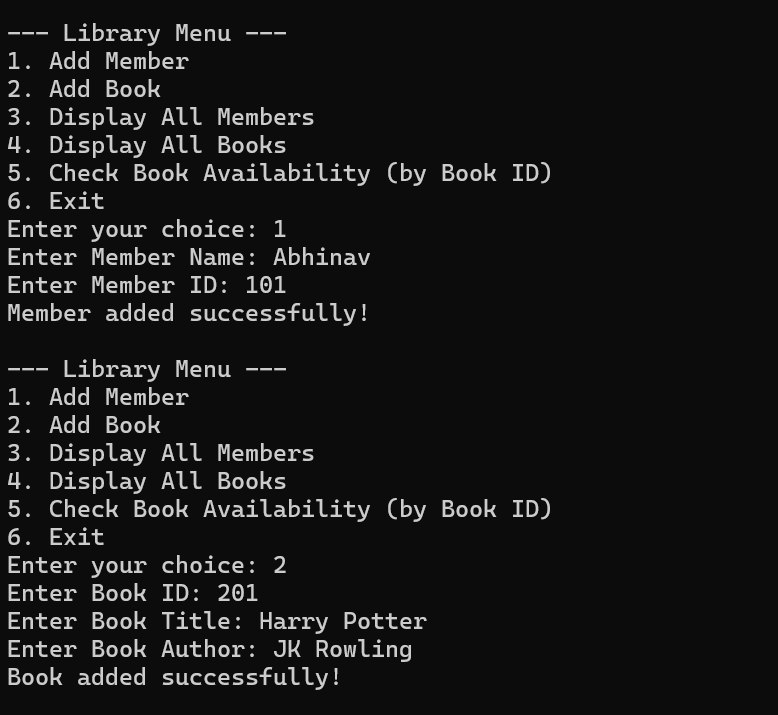 --- Library Menu ---
1. Add Member
2. Add Book
3. Display All Members
4. Display All Books
5. Check Book Availability (by Book ID)
6. Exit
Enter your choice: 1
Enter Member Name: Abhinav
Enter Member ID: 101
Member added successfully!

--- Library Menu ---
1. Add Member
2. Add Book
3. Display All Members
4. Display All Books
5. Check Book Availability (by Book ID)
6. Exit
Enter your choice: 2
Enter Book ID: 201
Enter Book Title: Harry Potter
Enter Book Author: JK Rowling
Book added successfully!